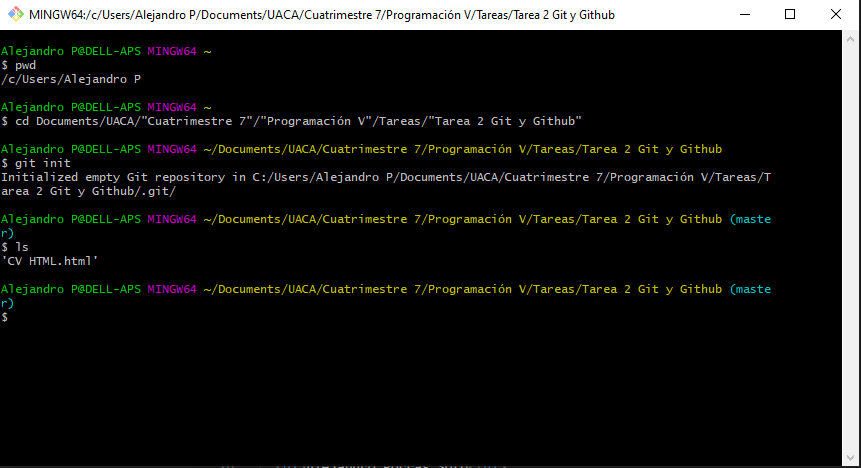 MINGW64:/c/Users/Alejandro P/Documents/UACA/Cuatrimestre 7/Programación V/Tareas/Tarea 2 Git y Github
Alejandro P@DELL-APS MINGW64 ~
$ pwd
/c/Users/Alejandro P
Alejandro P@DELL-APS MINGW64 ~
$ cd Documents/UACA/"Cuatrimestre 7"/"Programación V"/Tareas/"Tarea 2 Git y Github"
Alejandro P@DELL-APS MINGW64 ~/Documents/UACA/Cuatrimestre 7/Programación V/Tareas/Tarea 2 Git y Github
$ git init
Initialized empty Git repository in C:/Users/Alejandro P/Documents/UACA/Cuatrimestre 7/Programación V/Tareas/T
area 2 Git y Github/.git/
Alejandro P@DELL-APS MINGW64 ~/Documents/UACA/Cuatrimestre 7/Programación V/Tareas/Tarea 2 Git y Github (maste
r)
$ ls
'CV HTML.html'
Alejandro P@DELL-APS MINGW64 ~/Documents/UACA/Cuatrimestre 7/Programación V/Tareas/Tarea 2 Git y Github (maste
r)
$